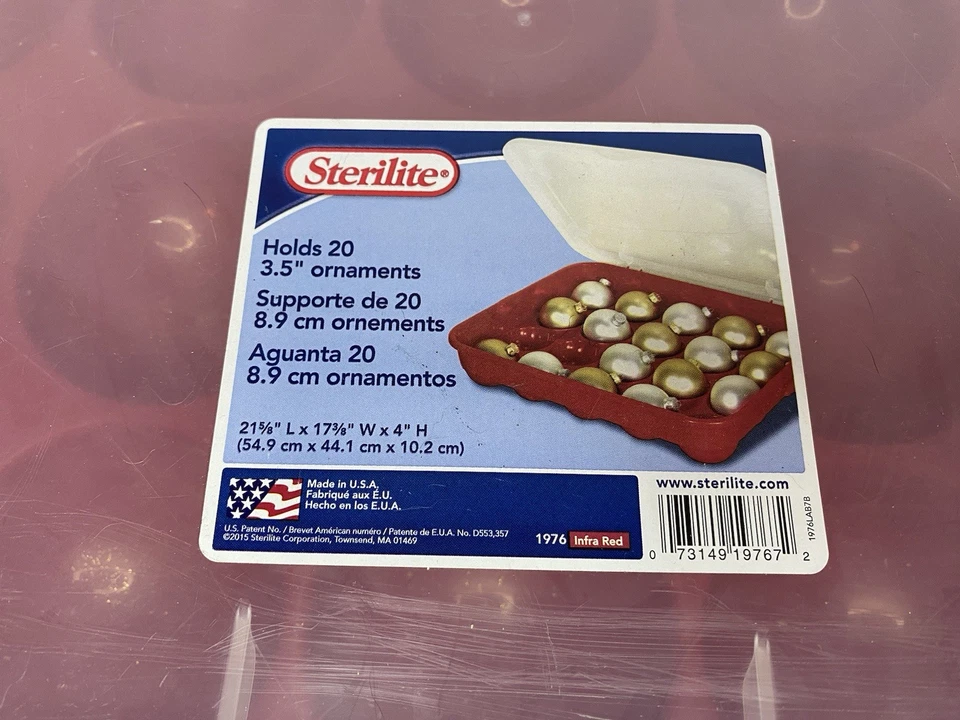 Sterilite®
Holds 20
3.5" ornaments
Supporte de 20
8.9 cm ornements
Aguanta 20
8.9 cm ornamentos
21⅝" L x 17⅜" W x 4" H
(54.9 cm x 44.1 cm x 10.2 cm)
Made in U.S.A.
Fabriqué aux É.U.
Hecho en los E.U.A.
U.S. Patent No. / Brevet Américan numéro / Patente de E.U.A. No. D553,357
©2015 Sterilite Corporation, Townsend, MA 01469
1976 Infra Red
www.sterilite.com
0 73149 19767 2
1976LAB7B